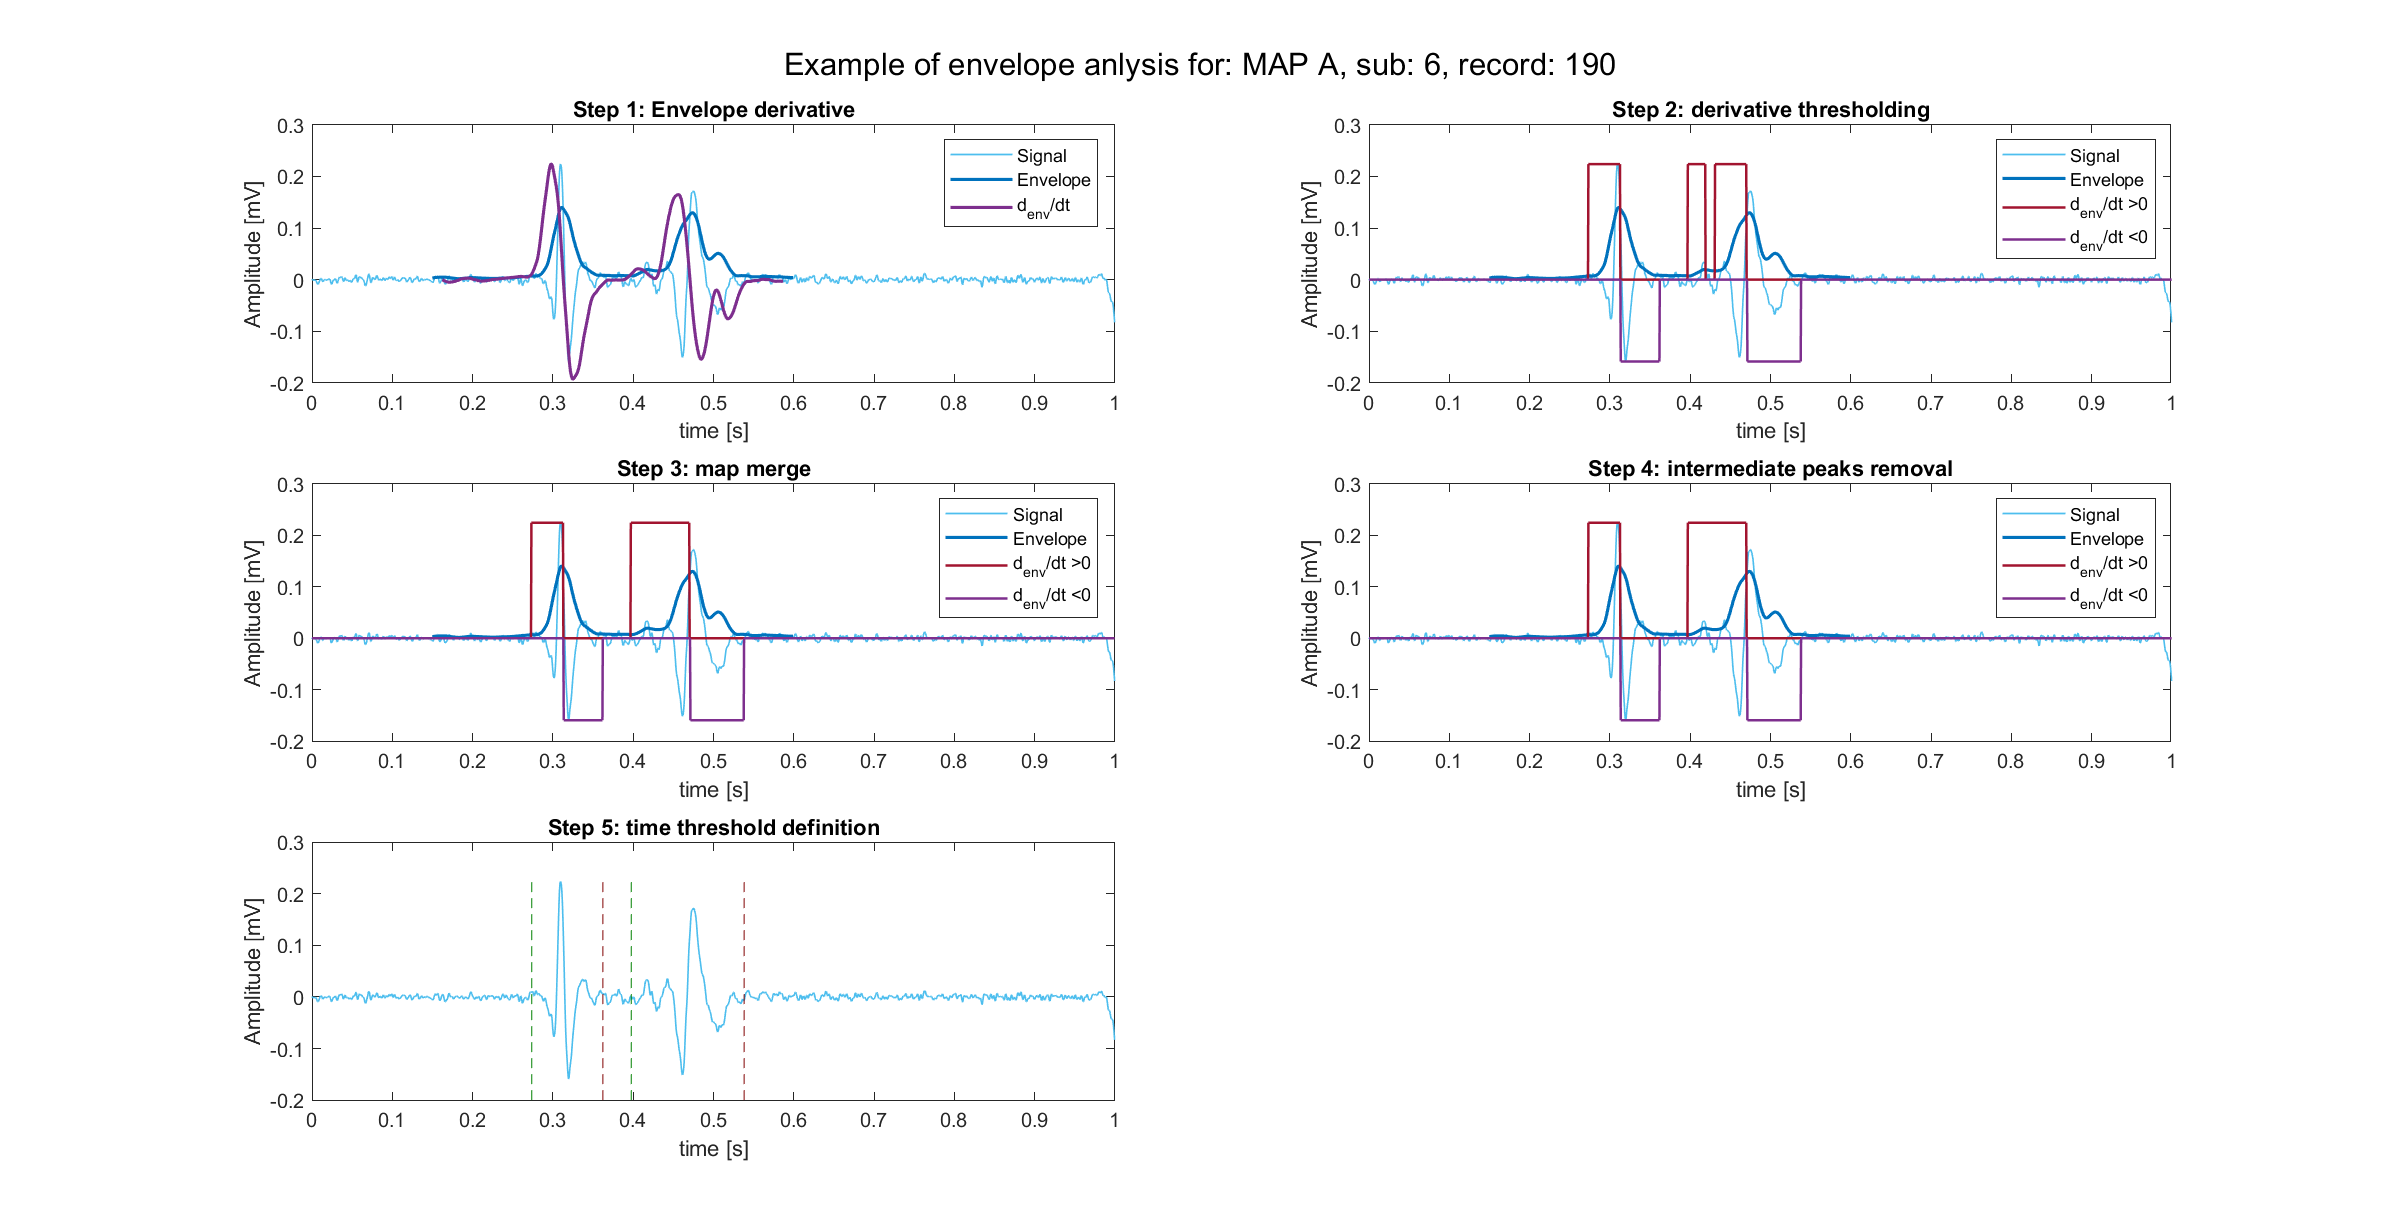 Example of envelope anlysis for: MAP A, sub: 6, record: 190
Step 1: Envelope derivative
0.3
0.2
0.1
0
-0.1
-0.2
Amplitude [mV]
0 0.1 0.2 0.3 0.4 0.5 0.6 0.7 0.8 0.9 1
time [s]
Signal
Envelope
d_env/dt
Step 2: derivative thresholding
0.3
0.2
0.1
0
-0.1
-0.2
Amplitude [mV]
0 0.1 0.2 0.3 0.4 0.5 0.6 0.7 0.8 0.9 1
time [s]
Signal
Envelope
d_env/dt >0
d_env/dt <0
Step 3: map merge
0.3
0.2
0.1
0
-0.1
-0.2
Amplitude [mV]
0 0.1 0.2 0.3 0.4 0.5 0.6 0.7 0.8 0.9 1
time [s]
Signal
Envelope
d_env/dt >0
d_env/dt <0
Step 4: intermediate peaks removal
0.3
0.2
0.1
0
-0.1
-0.2
Amplitude [mV]
0 0.1 0.2 0.3 0.4 0.5 0.6 0.7 0.8 0.9 1
time [s]
Signal
Envelope
d_env/dt >0
d_env/dt <0
Step 5: time threshold definition
0.3
0.2
0.1
0
-0.1
-0.2
Amplitude [mV]
0 0.1 0.2 0.3 0.4 0.5 0.6 0.7 0.8 0.9 1
time [s]